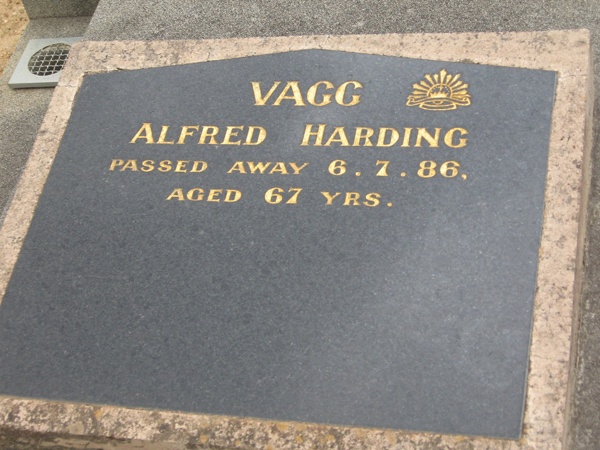 VAGG
ALFRED HARDING
PASSED AWAY 6.7.86,
AGED 67 YRS.